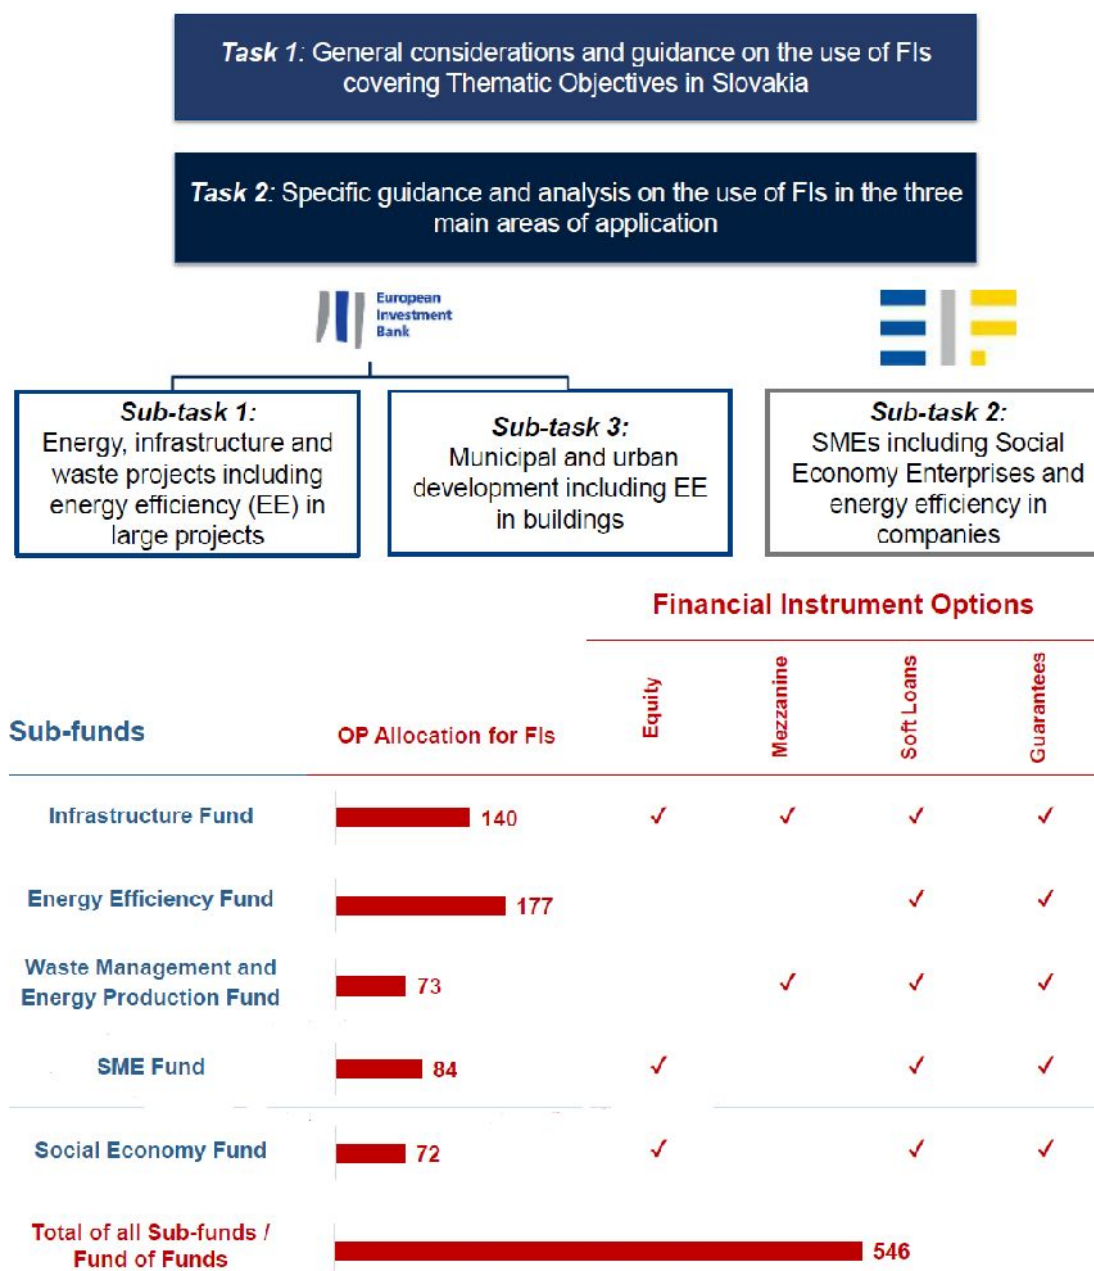 Task 1: General considerations and guidance on the use of FIs
covering Thematic Objectives in Slovakia
Task 2: Specific guidance and analysis on the use of FIs in the three
main areas of application
European
Investment
Bank
EIF
Sub-task 1:
Energy, infrastructure and
waste projects including
energy efficiency (EE) in
large projects
Sub-task 3:
Municipal and urban
development including EE
in buildings
Sub-task 2:
SMEs including Social
Economy Enterprises and
energy efficiency in
companies
Financial Instrument Options
Sub-funds
OP Allocation for FIs
Equity
Mezzanine
Soft Loans
Guarantees
Infrastructure Fund
140
✓ ✓ ✓ ✓
Energy Efficiency Fund
177
✓ ✓
Waste Management and
Energy Production Fund
73
✓ ✓ ✓
SME Fund
84
✓ ✓ ✓
Social Economy Fund
72
✓ ✓ ✓
Total of all Sub-funds /
Fund of Funds
546